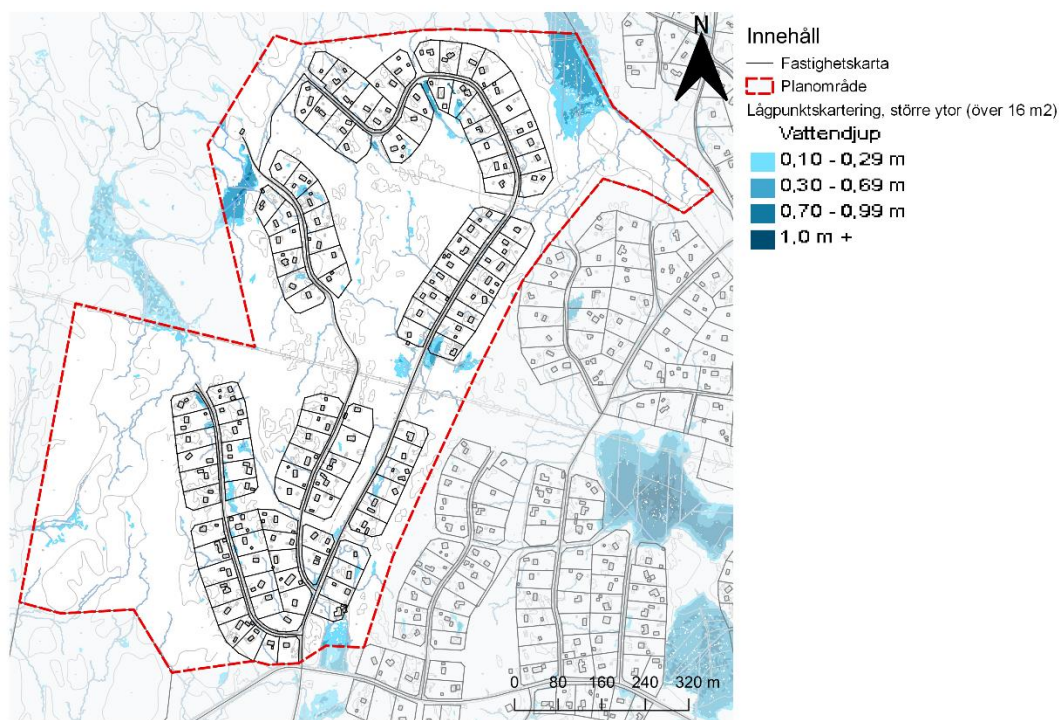 N
Innehåll
Fastighetskarta
Planområde
Lågpunktskartering, större ytor (över 16 m2)
Vattendjup
0,10 - 0,29 m
0,30 - 0,69 m
0,70 - 0,99 m
1,0 m +
0 80 160 240 320 m